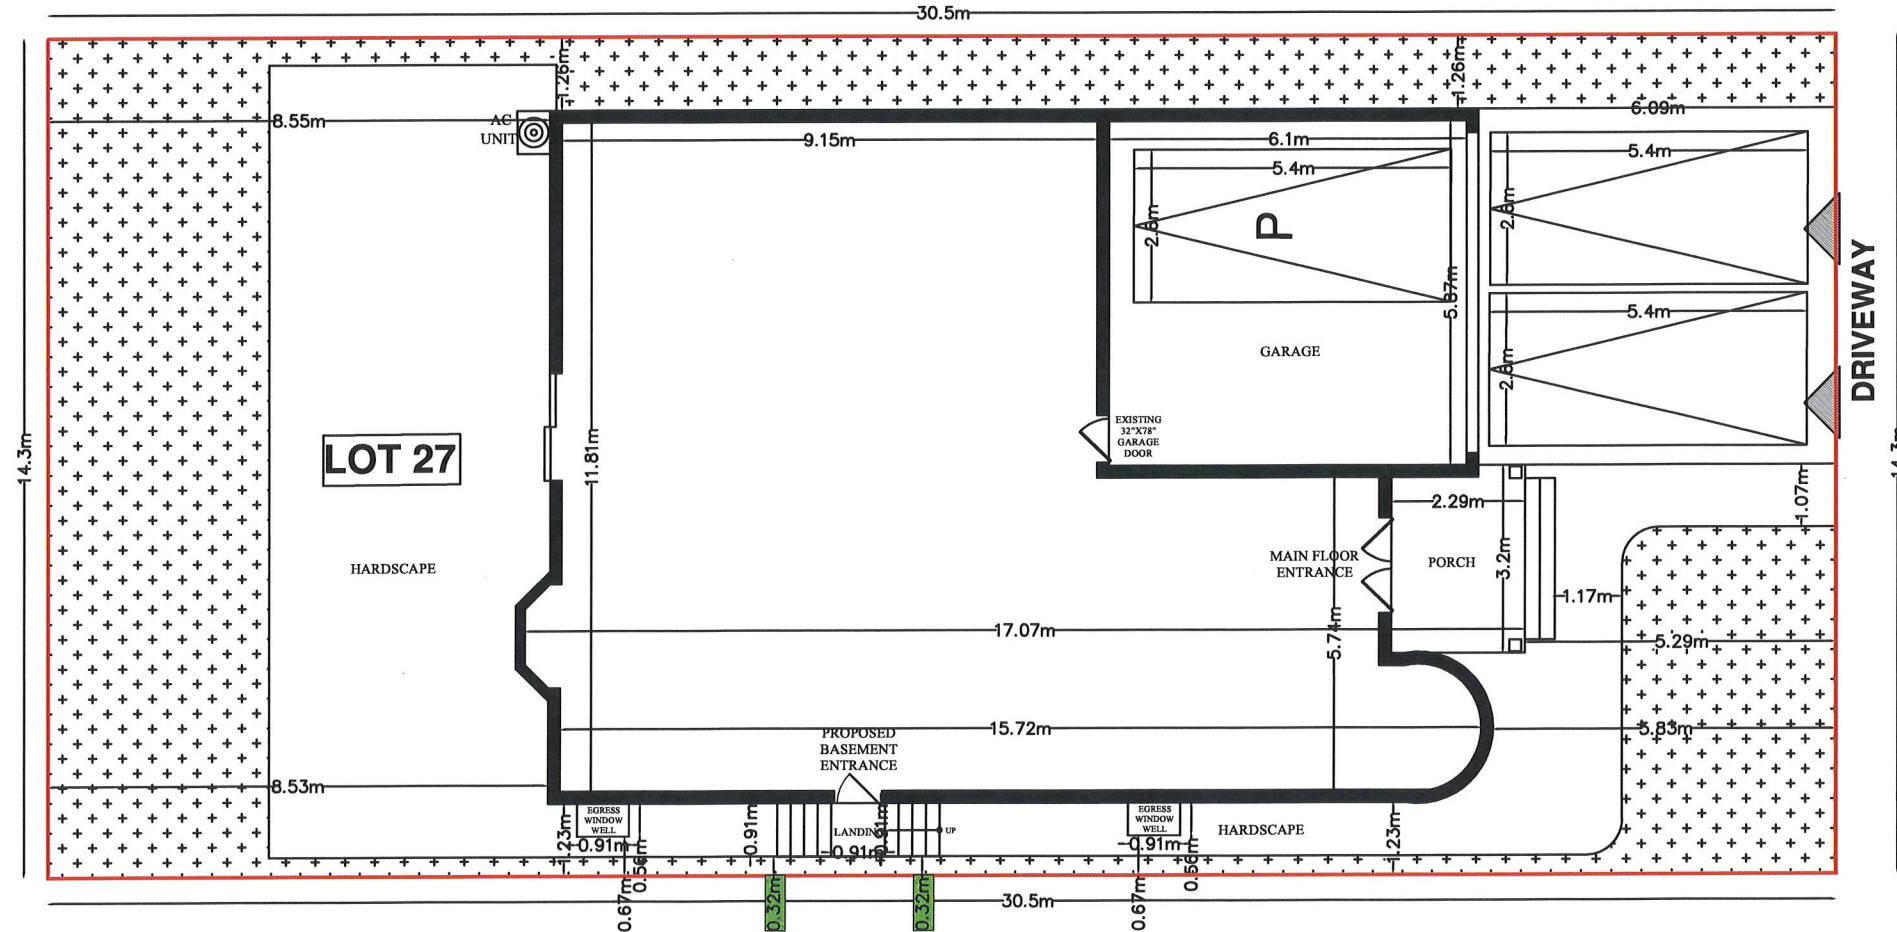 30.5m
1.26m
1.26m
6.09m
8.55m
AC
UNIT
9.15m
6.1m
5.4m
5.4m
2.6m
2.6m
P
5.87m
DRIVEWAY
5.4m
2.6m
GARAGE
EXISTING
32"X78"
GARAGE
DOOR
14.3m
LOT 27
11.81m
2.29m
1.07m
HARDSCAPE
MAIN FLOOR
ENTRANCE
PORCH
3.2m
1.17m
17.07m
5.74m
5.29m
15.72m
5.83m
PROPOSED
BASEMENT
ENTRANCE
8.53m
EGRESS
WINDOW
WELL
1.23m
0.91m
0.56m
0.67m
0.91m
LANDING
0.91m
0.91m
UP
EGRESS
WINDOW
WELL
0.91m
0.56m
0.67m
HARDSCAPE
1.23m
0.32m
0.32m
30.5m